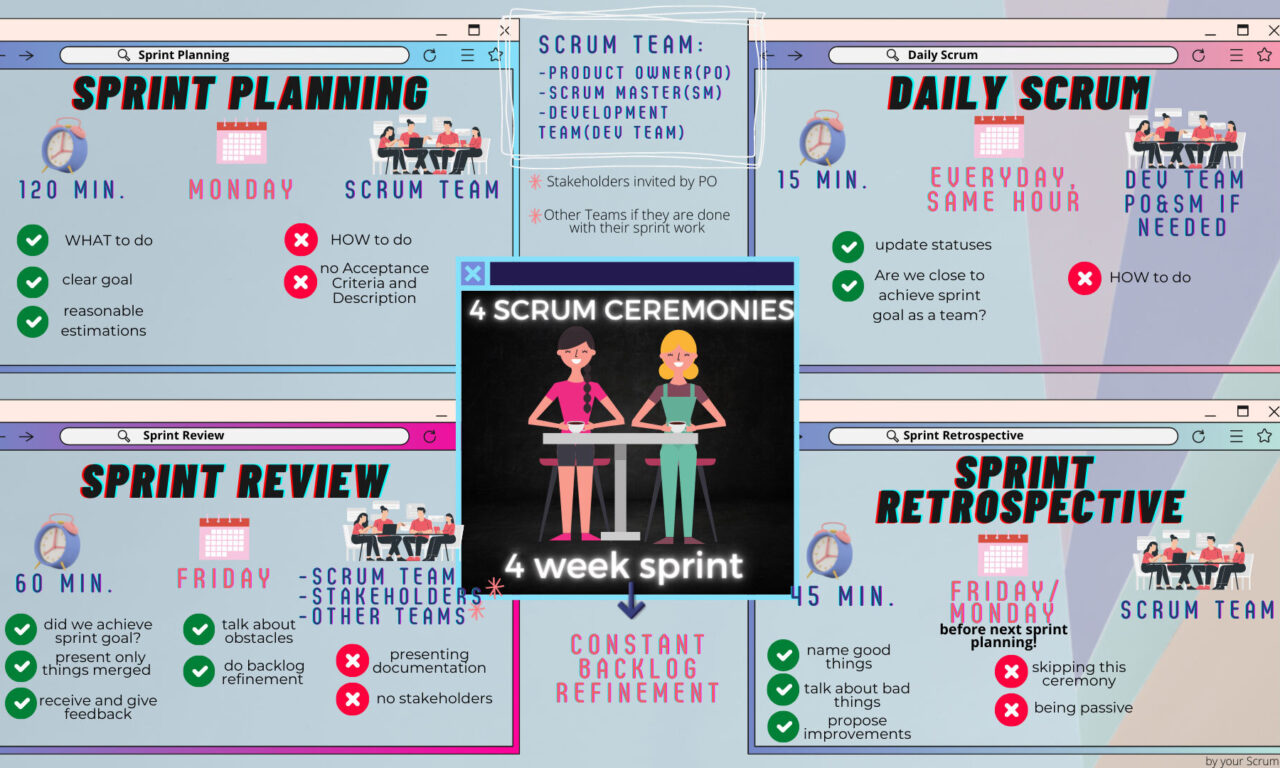 Sprint Planning
SPRINT PLANNING
120 MIN.
MONDAY
SCRUM TEAM
WHAT to do
clear goal
reasonable
estimations
HOW to do
no Acceptance
Criteria and
Description
SCRUM TEAM:
-PRODUCT OWNER(PO)
-SCRUM MASTER(SM)
-DEVELOPMENT
TEAM(DEV TEAM)
* Stakeholders invited by PO
* Other Teams if they are done
with their sprint work
Daily Scrum
DAILY SCRUM
15 MIN.
EVERYDAY,
SAME HOUR
DEV TEAM
PO&SM IF
NEEDED
update statuses
Are we close to
achieve sprint
goal as a team?
HOW to do
4 SCRUM CEREMONIES
4 week sprint
CONSTANT
BACKLOG
REFINEMENT
Sprint Review
SPRINT REVIEW
60 MIN.
FRIDAY
-SCRUM TEAM
-STAKEHOLDERS*
-OTHER TEAMS*
did we achieve
sprint goal?
present only
things merged
receive and give
feedback
talk about
obstacles
do backlog
refinement
presenting
documentation
no stakeholders
Sprint Retrospective
SPRINT
RETROSPECTIVE
45 MIN.
FRIDAY/
MONDAY
before next sprint
planning!
SCRUM TEAM
name good
things
talk about bad
things
propose
improvements
skipping this
ceremony
being passive
by your Scrum